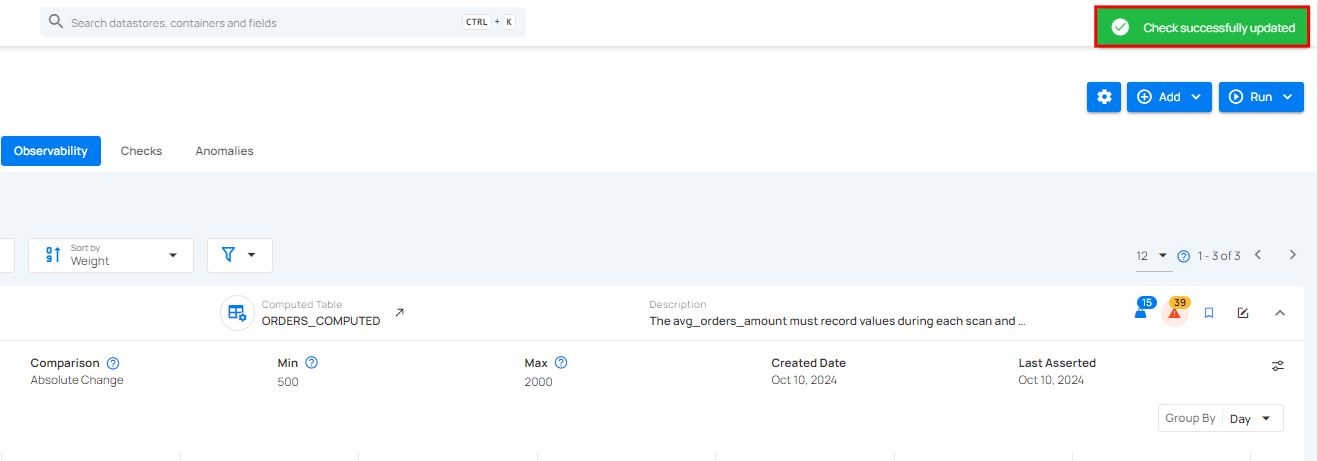 Search datastores, containers and fields CTRL + K
Check successfully updated
Add Run
Observability Checks Anomalies
Sort by
Weight
12 1 - 3 of 3
Computed Table
ORDERS_COMPUTED
Description
The avg_orders_amount must record values during each scan and ...
15 39
Comparison Min Max Created Date Last Asserted
Absolute Change 500 2000 Oct 10, 2024 Oct 10, 2024
Group By Day